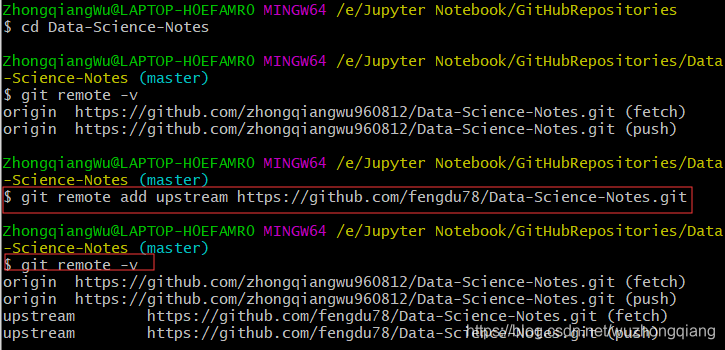 ZhongqiangWu@LAPTOP-HOEFAMRO MINGW64 /e/Jupyter Notebook/GitHubRepositories
$ cd Data-Science-Notes
ZhongqiangWu@LAPTOP-HOEFAMRO MINGW64 /e/Jupyter Notebook/GitHubRepositories/Data
-Science-Notes (master)
$ git remote -v
origin  https://github.com/zhongqiangwu960812/Data-Science-Notes.git (fetch)
origin  https://github.com/zhongqiangwu960812/Data-Science-Notes.git (push)
ZhongqiangWu@LAPTOP-HOEFAMRO MINGW64 /e/Jupyter Notebook/GitHubRepositories/Data
-Science-Notes (master)
$ git remote add upstream https://github.com/fengdu78/Data-Science-Notes.git
ZhongqiangWu@LAPTOP-HOEFAMRO MINGW64 /e/Jupyter Notebook/GitHubRepositories/Data
-Science-Notes (master)
$ git remote -v
origin  https://github.com/zhongqiangwu960812/Data-Science-Notes.git (fetch)
origin  https://github.com/zhongqiangwu960812/Data-Science-Notes.git (push)
upstream        https://github.com/fengdu78/Data-Science-Notes.git (fetch)
upstream        https://github.com/fengdu78/Data-Science-Notes.git (push)
https://blog.csdn.net/wuzhongqiang